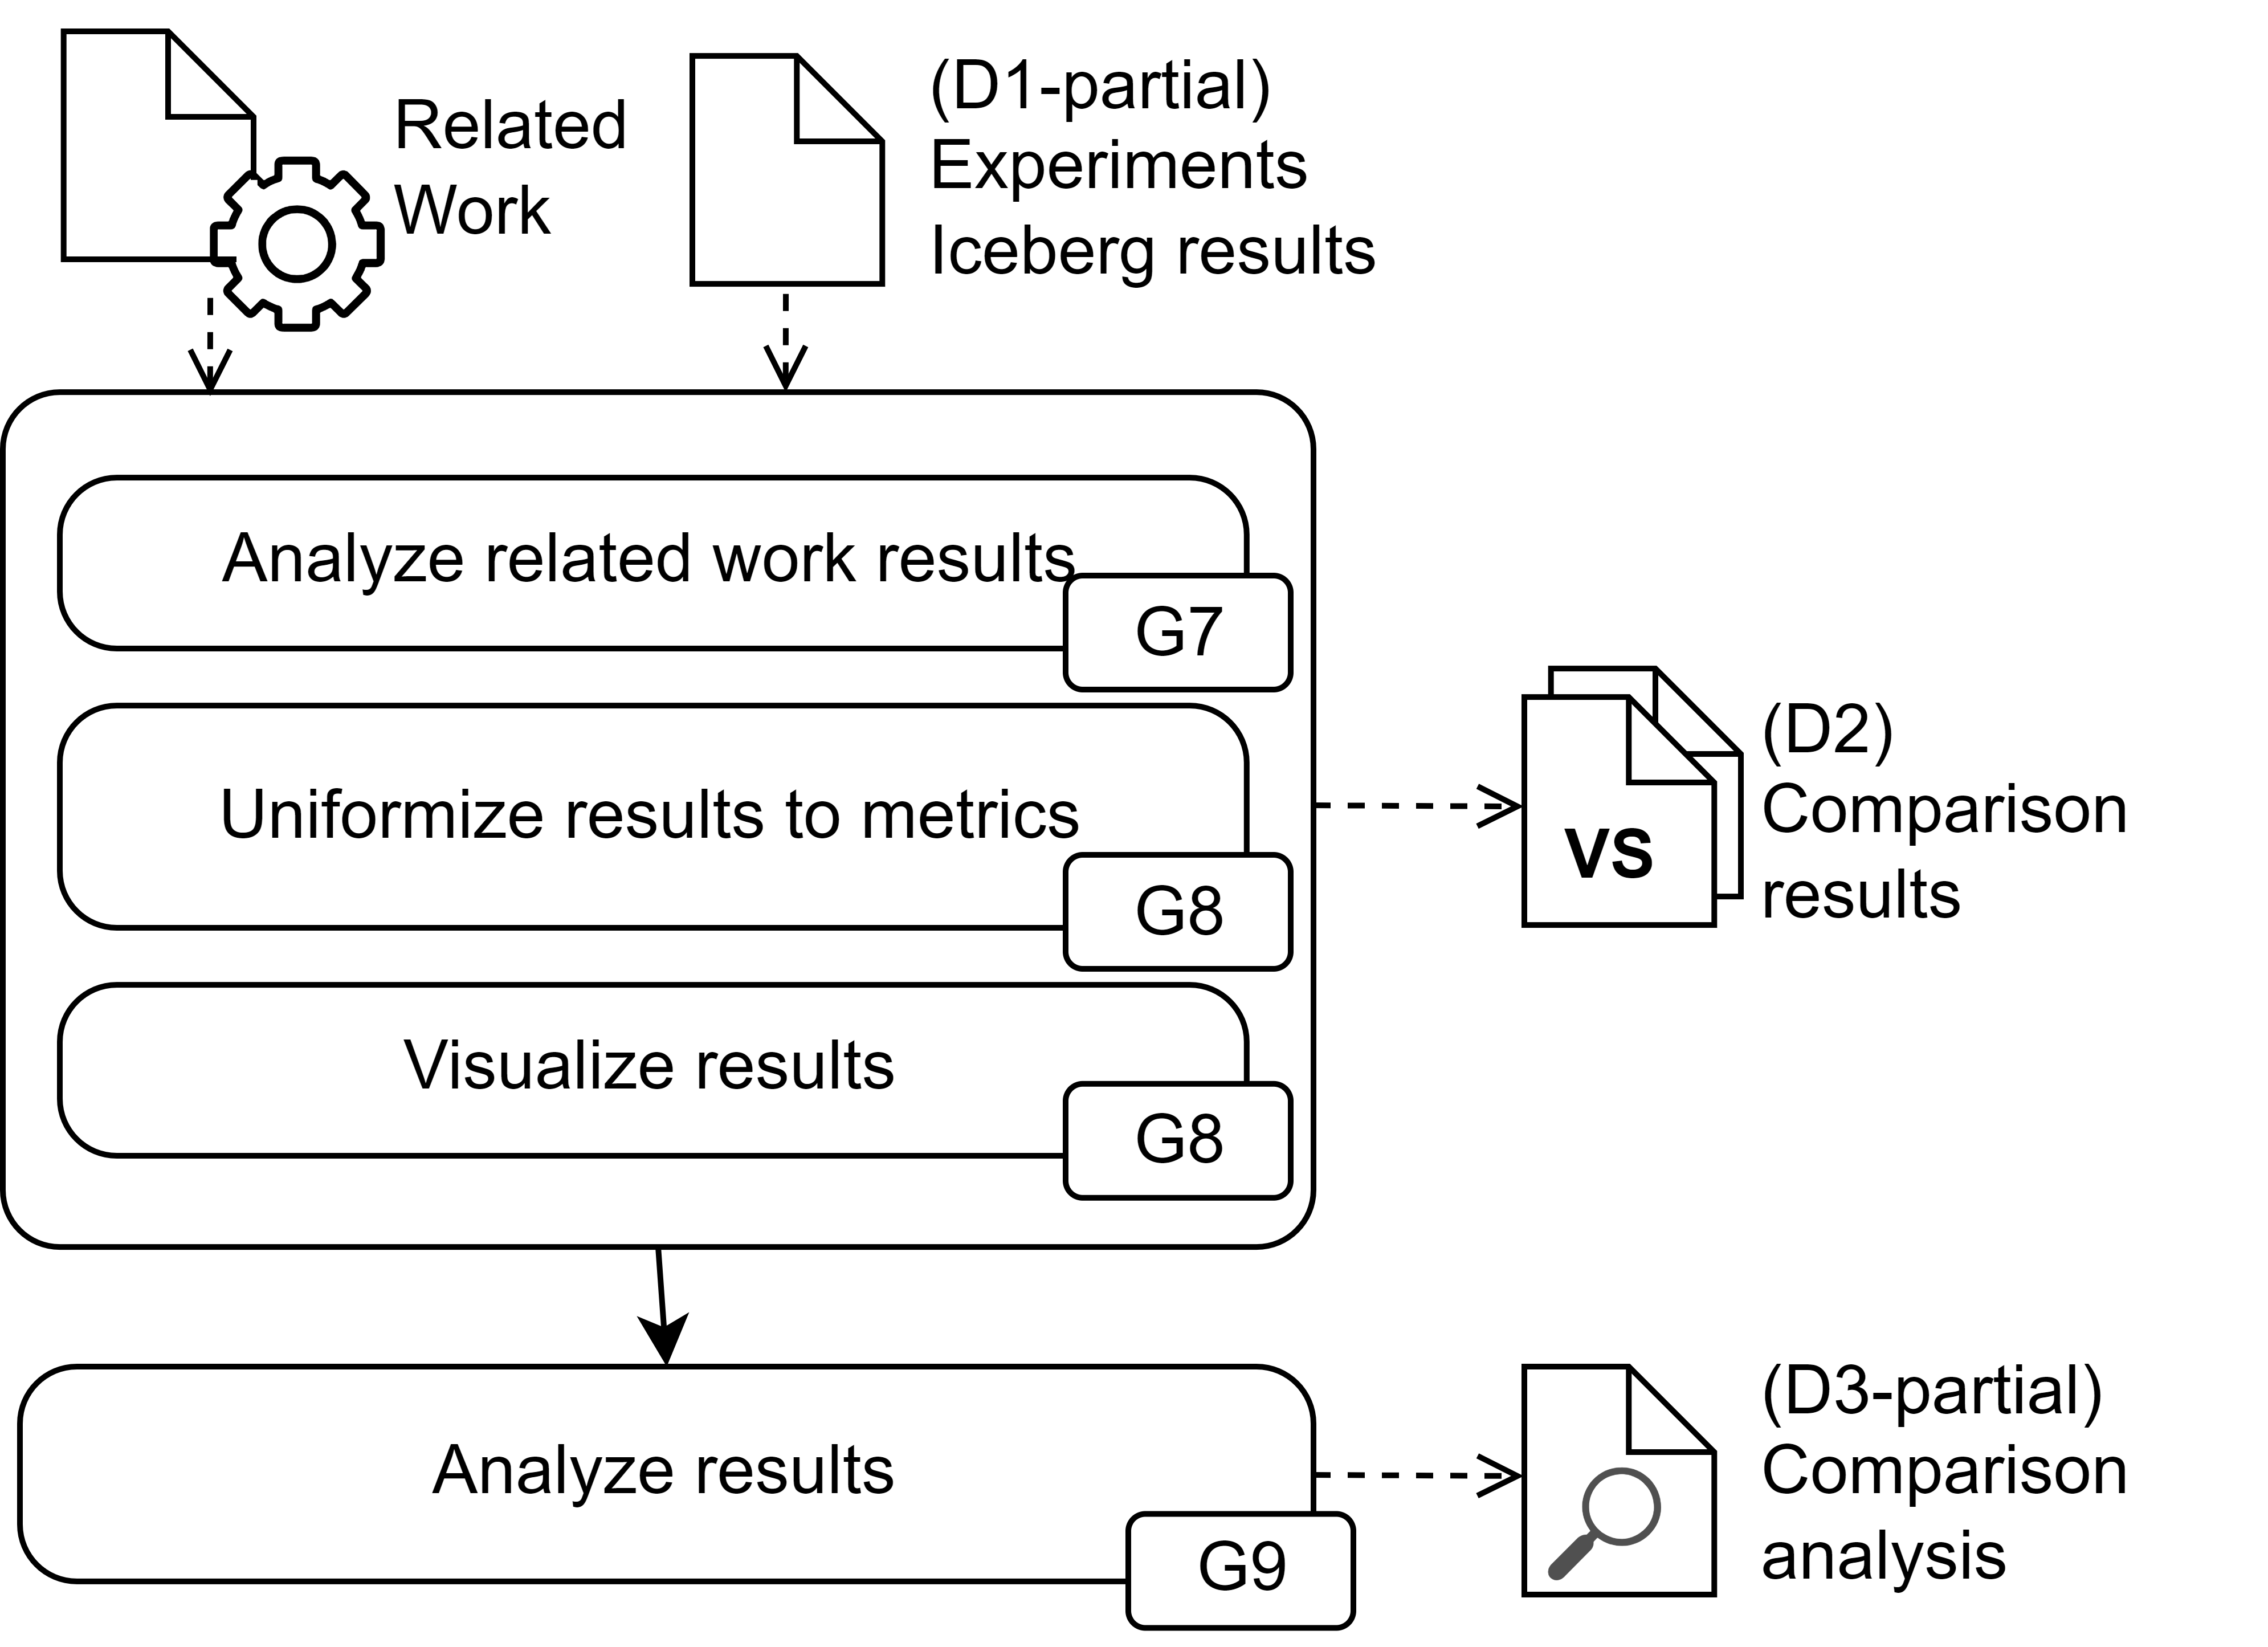 Related
Work
(D1-partial)
Experiments
Iceberg results
Analyze related work results
G7
Uniformize results to metrics
G8
VS
(D2)
Comparison
results
Visualize results
G8
Analyze results
G9
(D3-partial)
Comparison
analysis